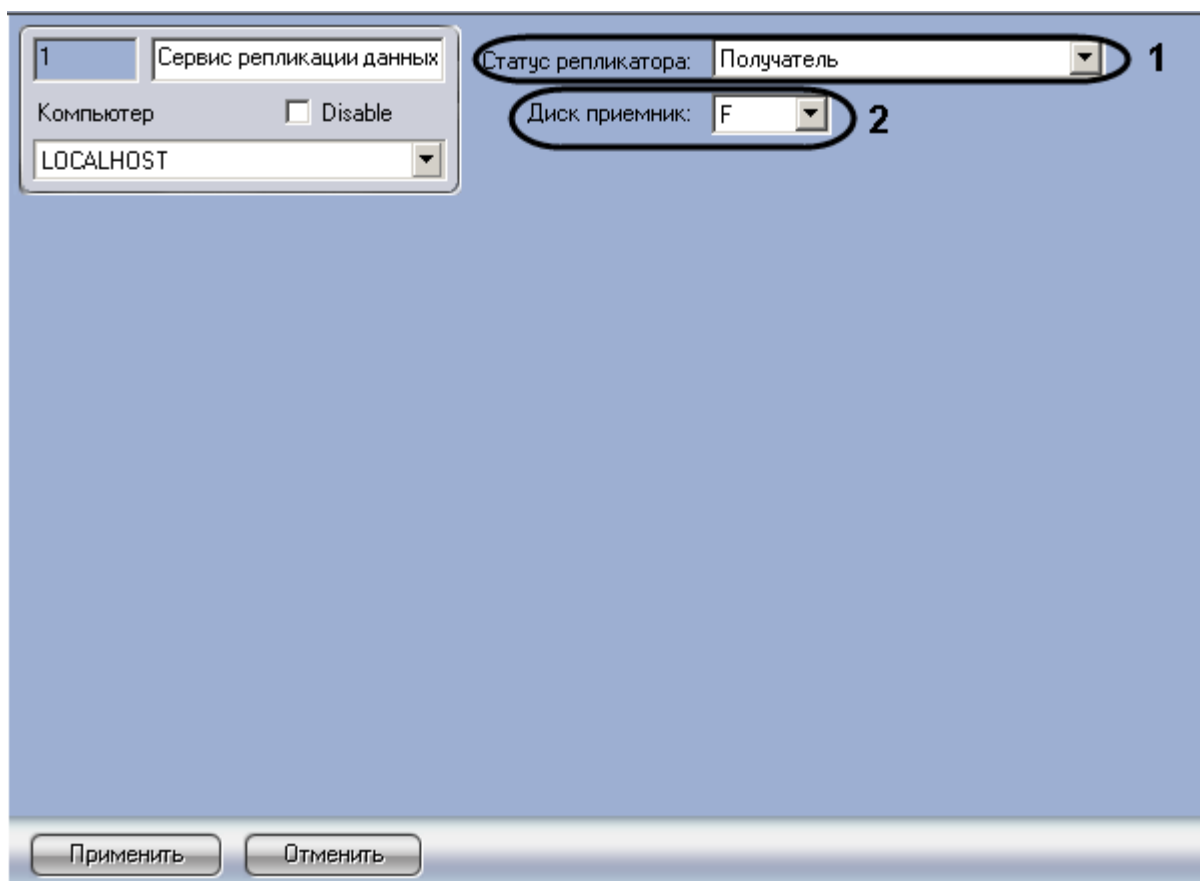 1
Сервис репликации данных
Компьютер
Disable
LOCALHOST
Статус репликатора:
Получатель
1
Диск приемник:
F
2
Применить
Отменить